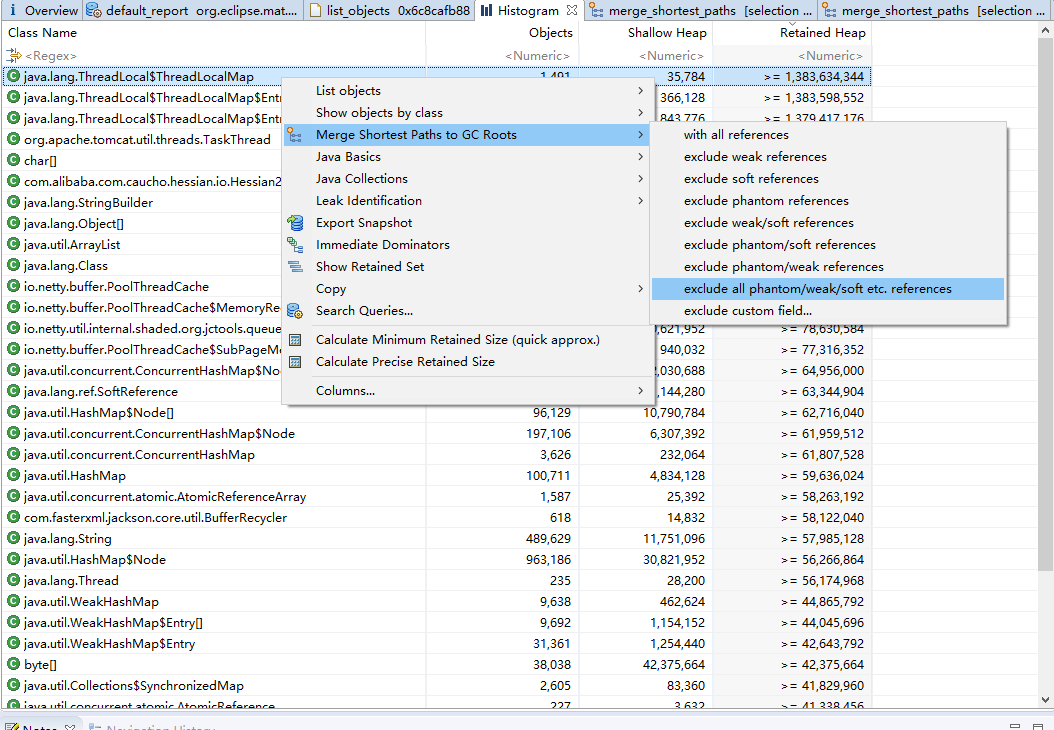 Overview default_report org.eclipse.mat.... list_objects 0x6c8cafb88 Histogram merge_shortest_paths [selection ... merge_shortest_paths [selection ...
Class Name Objects Shallow Heap Retained Heap
<Regex> <Numeric> <Numeric> <Numeric>
java.lang.ThreadLocal$ThreadLocalMap 1,491 35,784 >= 1,383,634,344
java.lang.ThreadLocal$ThreadLocalMap$Entr 366,128 >= 1,383,598,552
java.lang.ThreadLocal$ThreadLocalMap$Entr 843,776 >= 1,379,417,176
org.apache.tomcat.util.threads.TaskThread
char[]
com.alibaba.com.caucho.hessian.io.Hessian2
java.lang.StringBuilder
java.lang.Object[]
java.util.ArrayList
java.lang.Class
io.netty.buffer.PoolThreadCache
io.netty.buffer.PoolThreadCache$MemoryRe
io.netty.util.internal.shaded.org.jctools.queue 9,621,952 >= 78,630,584
io.netty.buffer.PoolThreadCache$SubPageM 940,032 >= 77,316,352
java.util.concurrent.ConcurrentHashMap$No ,030,688 >= 64,956,000
java.lang.ref.SoftReference ,144,280 >= 63,344,904
java.util.HashMap$Node[] 96,129 10,790,784 >= 62,716,040
java.util.concurrent.ConcurrentHashMap$Node 197,106 6,307,392 >= 61,959,512
java.util.concurrent.ConcurrentHashMap 3,626 232,064 >= 61,807,528
java.util.HashMap 100,711 4,834,128 >= 59,636,024
java.util.concurrent.atomic.AtomicReferenceArray 1,587 25,392 >= 58,263,192
com.fasterxml.jackson.core.util.BufferRecycler 618 14,832 >= 58,122,040
java.lang.String 489,629 11,751,096 >= 57,985,128
java.util.HashMap$Node 963,186 30,821,952 >= 56,266,864
java.lang.Thread 235 28,200 >= 56,174,968
java.util.WeakHashMap 9,638 462,624 >= 44,865,792
java.util.WeakHashMap$Entry[] 9,692 1,154,152 >= 44,045,696
java.util.WeakHashMap$Entry 31,361 1,254,440 >= 42,643,792
byte[] 38,038 42,375,664 >= 42,375,664
java.util.Collections$SynchronizedMap 2,605 83,360 >= 41,829,960
java.util.concurrent.atomic.AtomicReference 227 3,632 >= 41,338,456
List objects
Show objects by class
Merge Shortest Paths to GC Roots
Java Basics
Java Collections
Leak Identification
Export Snapshot
Immediate Dominators
Show Retained Set
Copy
Search Queries...
Calculate Minimum Retained Size (quick approx.)
Calculate Precise Retained Size
Columns...
with all references
exclude weak references
exclude soft references
exclude phantom references
exclude weak/soft references
exclude phantom/soft references
exclude phantom/weak references
exclude all phantom/weak/soft etc. references
exclude custom field...
Notes Navigation History